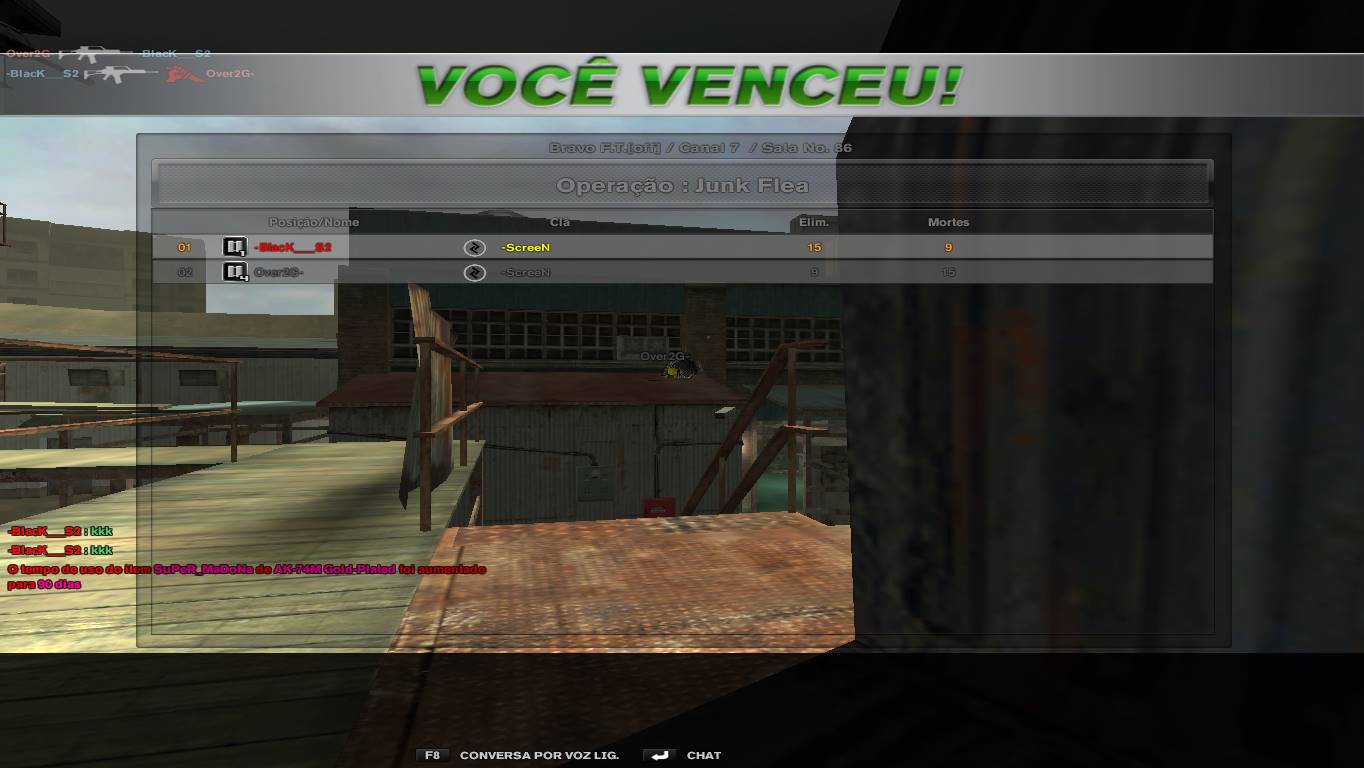 Over2G -BlacK___S2
-BlacK___S2 Over2G-
VOCÊ VENCEU!
Bravo F.T.[off] / Canal 7 / Sala No. 86
Operação : Junk Flea
Posição/Nome Clã Elim. Mortes
01 -BlacK___S2 -ScreeN 15 9
02 Over2G- -ScreeN 9 15
Over2G-
-BlacK___S2 : kkk
-BlacK___S2 : kkk
O tempo de uso do item SuPeR_MaDoNa de AK-74M Gold-Plated foi aumentado
para 90 dias
F8 CONVERSA POR VOZ LIG. CHAT